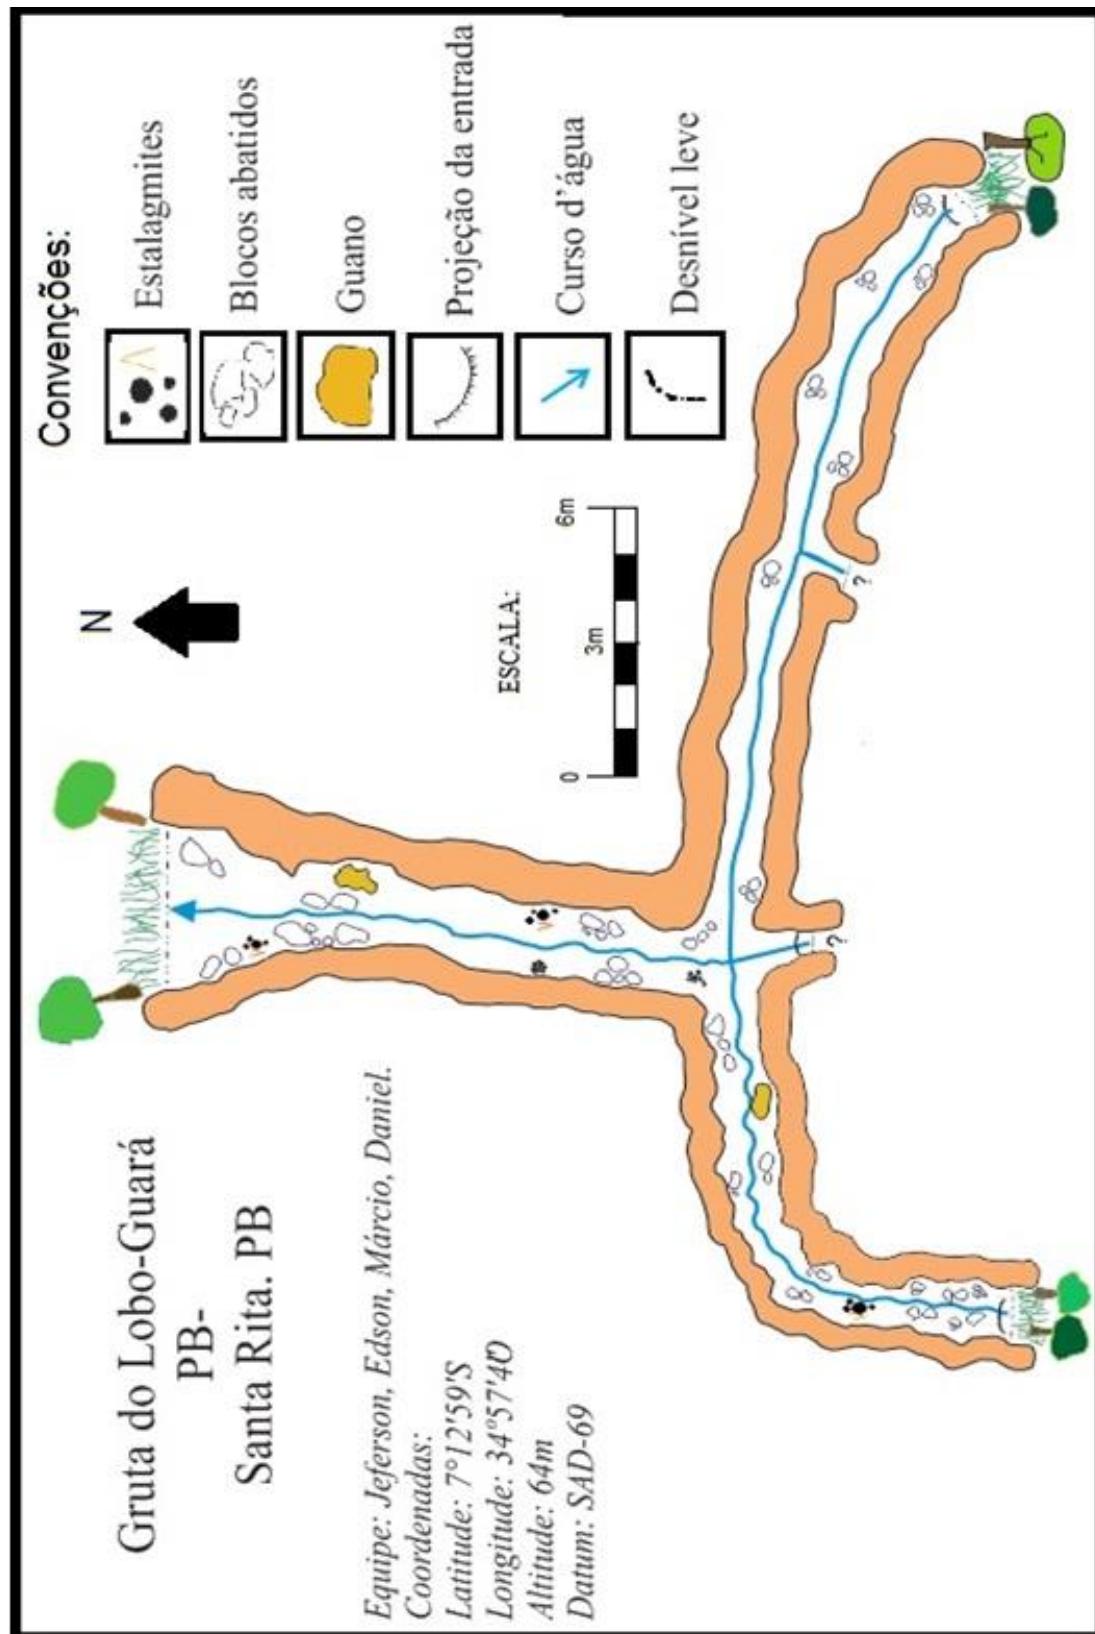 Gruta do Lobo-Guará
PB-
Santa Rita. PB
Equipe: Jeferson, Edson, Márcio, Daniel.
Coordenadas:
Latitude: 7°12'59'S
Longitude: 34°57'4O
Altitude: 64m
Datum: SAD-69
N
ESCALA:
0 3m 6m
Convenções:
Estalagmites
Blocos abatidos
Guano
Projeção da entrada
Curso d'água
Desnível leve
?
?